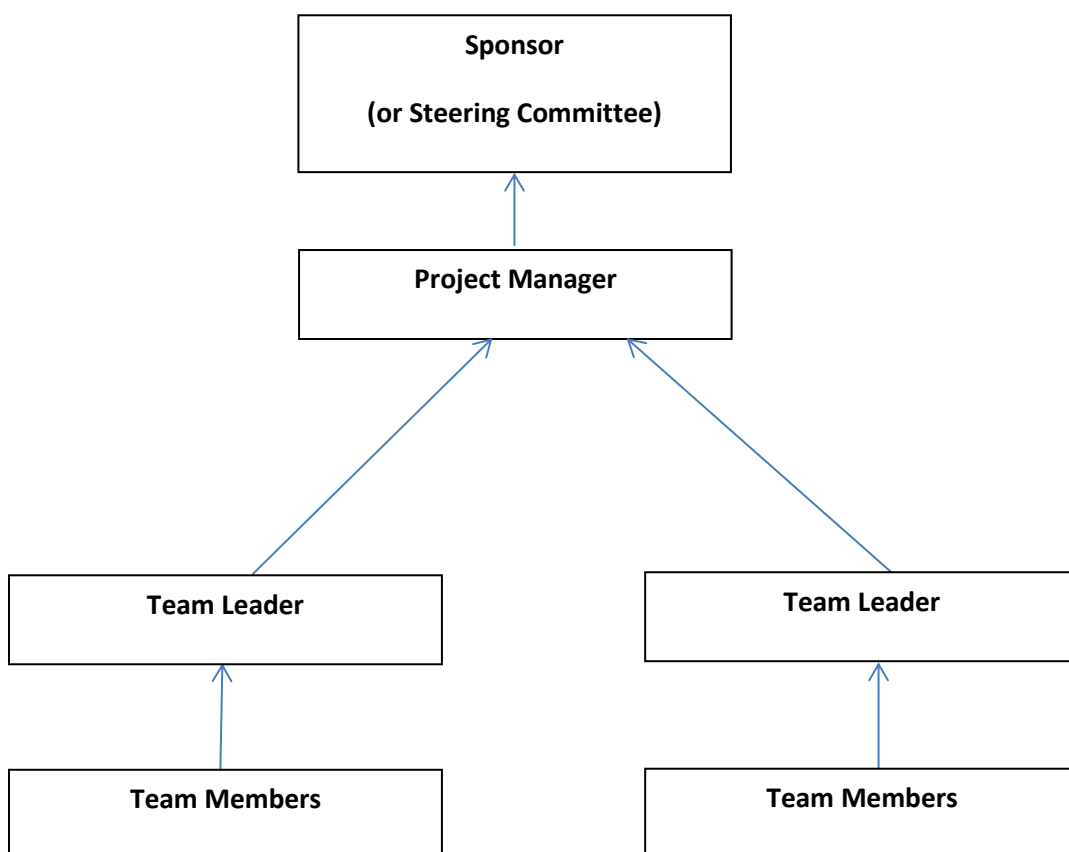 Sponsor
(or Steering Committee)
Project Manager
Team Leader
Team Leader
Team Members
Team Members